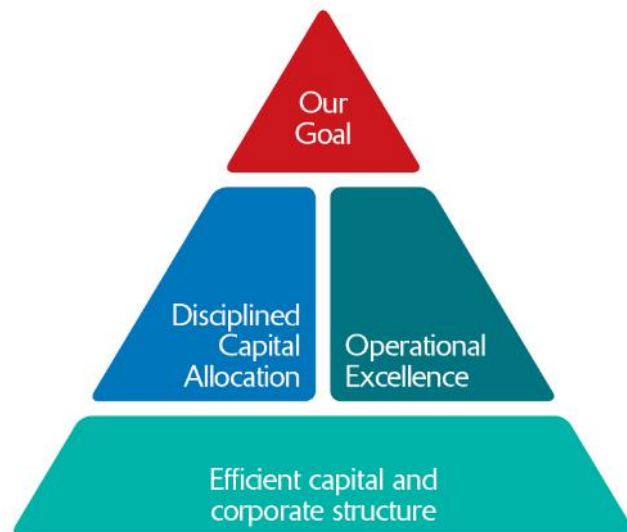 Our
Goal
Disciplined
Capital
Allocation
Operational
Excellence
Efficient capital and
corporate structure